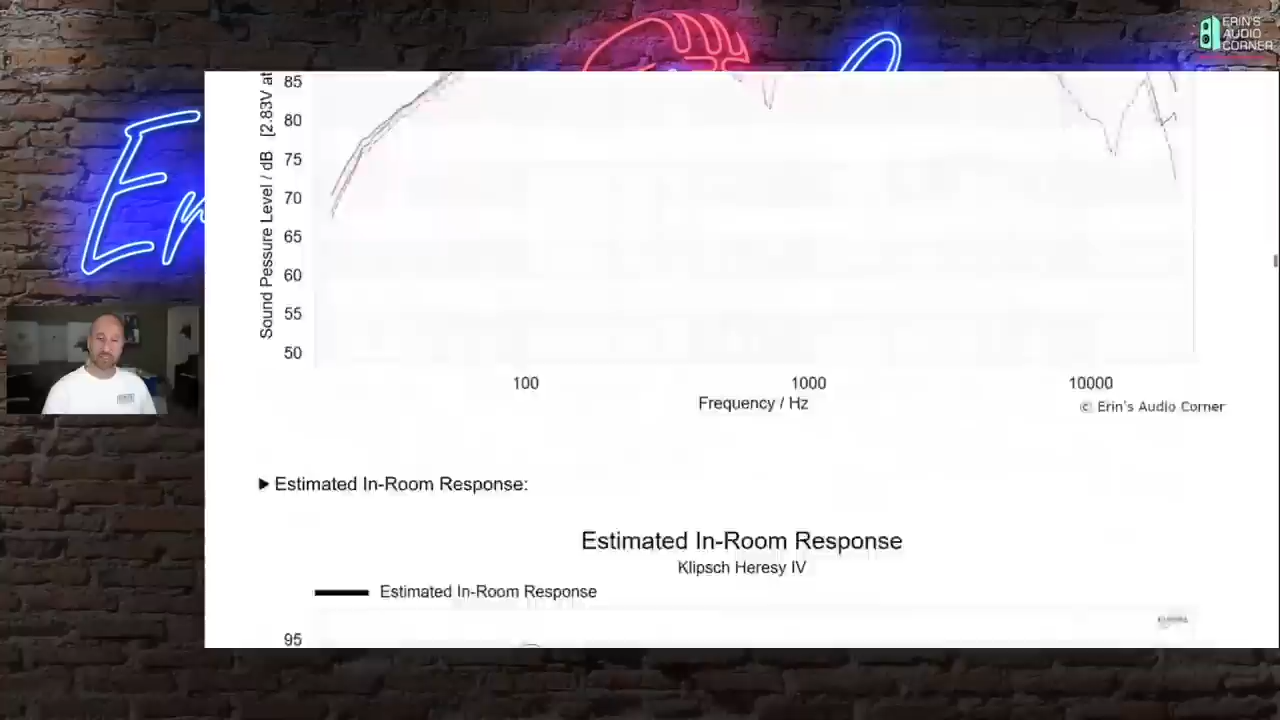 ERIN'S
AUDIO
CORNER
Er
Sound Pessure Level / dB [2.83V at
85
80
75
70
65
60
55
50
100
1000
10000
Frequency / Hz
© Erin's Audio Corner
▶ Estimated In-Room Response:
Estimated In-Room Response
Klipsch Heresy IV
Estimated In-Room Response
95